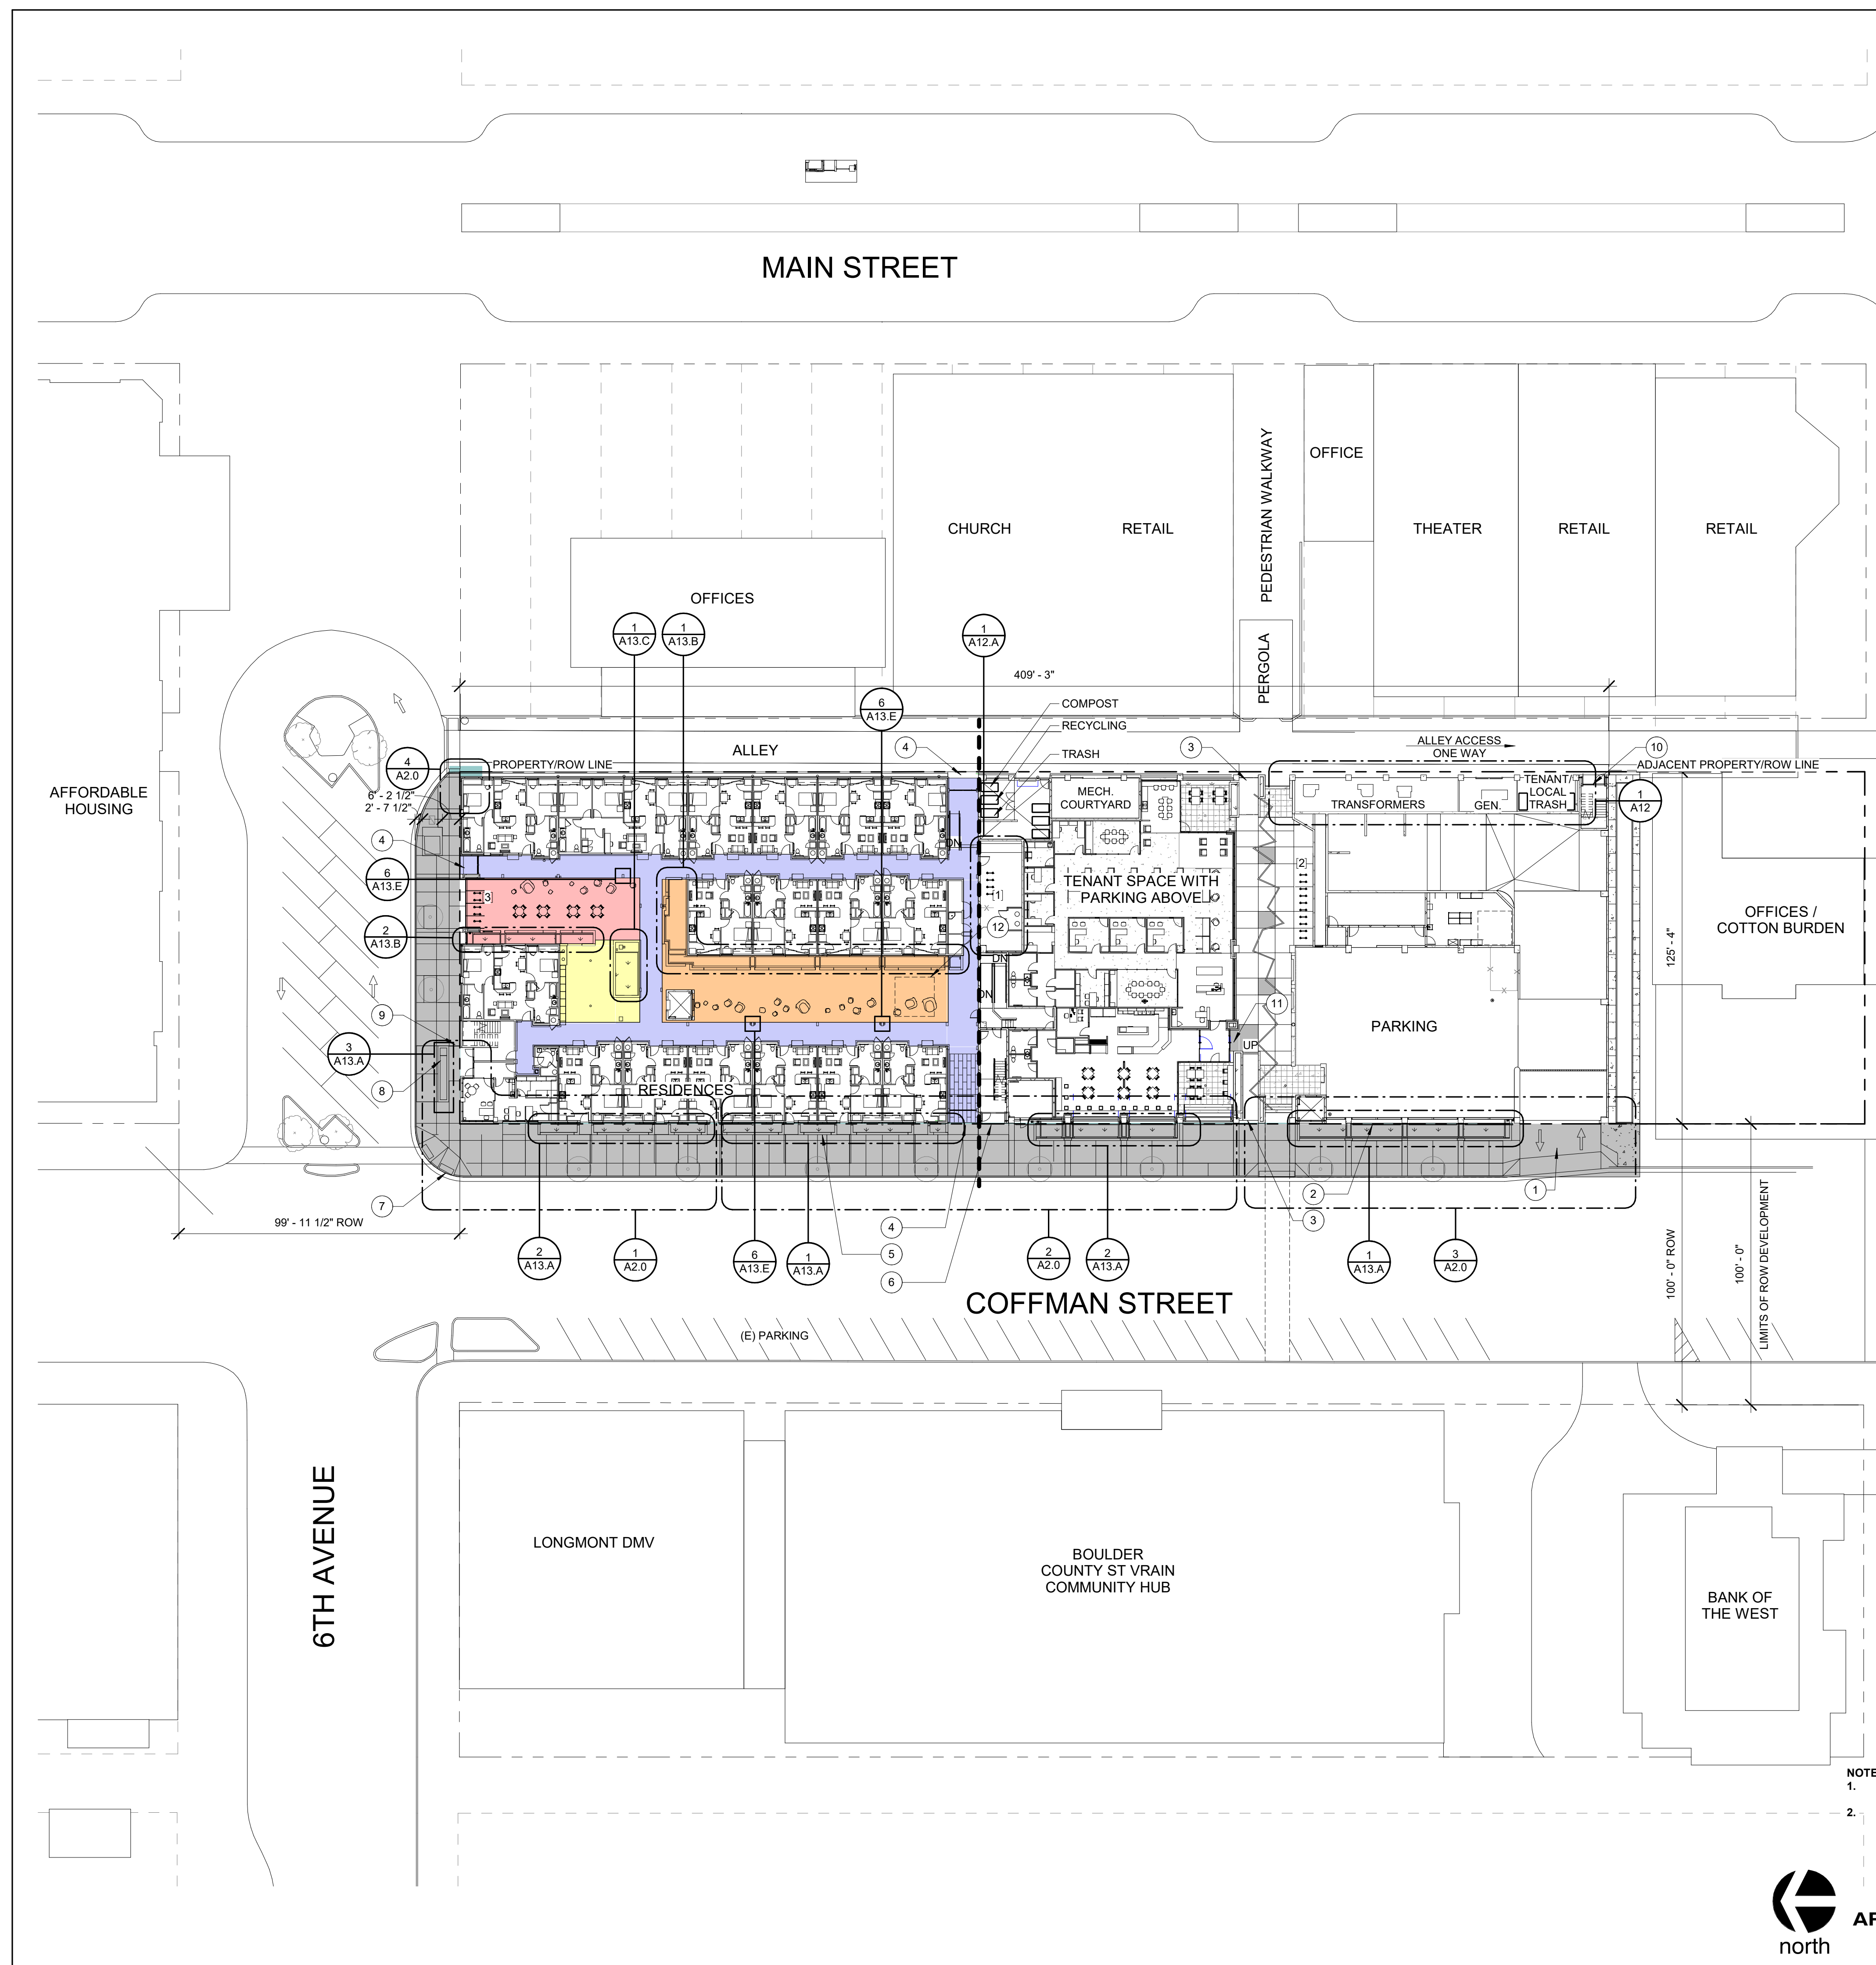 MAIN STREET
PEDESTRIAN WALKWAY
OFFICE
CHURCH
RETAIL
THEATER
RETAIL
RETAIL
OFFICES
PERGOLA
1
A13.C
1
A13.B
1
A12.A
409' - 3"
6
A13.E
COMPOST
RECYCLING
TRASH
ALLEY
4
3
ALLEY ACCESS
ONE WAY
10
4
A2.0
PROPERTY/ROW LINE
ADJACENT PROPERTY/ROW LINE
AFFORDABLE
HOUSING
6' - 2 1/2"
2' - 7 1/2"
MECH.
COURTYARD
TRANSFORMERS
GEN.
TENANT/
LOCAL
TRASH
1
A12
4
DN
6
A13.E
[3]
[1]
[2]
TENANT SPACE WITH
PARKING ABOVE
12
OFFICES /
COTTON BURDEN
2
A13.B
125' - 4"
DN
DN
11
9
PARKING
UP
3
A13.A
8
RESIDENCES
7
99' - 11 1/2" ROW
2
3
1
4
5
6
2
A13.A
1
A2.0
6
A13.E
1
A13.A
2
A2.0
2
A13.A
1
A13.A
3
A2.0
100' - 0" ROW
100' - 0"
LIMITS OF ROW DEVELOPMENT
COFFMAN STREET
(E) PARKING
6TH AVENUE
LONGMONT DMV
BOULDER
COUNTY ST VRAIN
COMMUNITY HUB
BANK OF
THE WEST
NOTE
1.
2.
AF
north